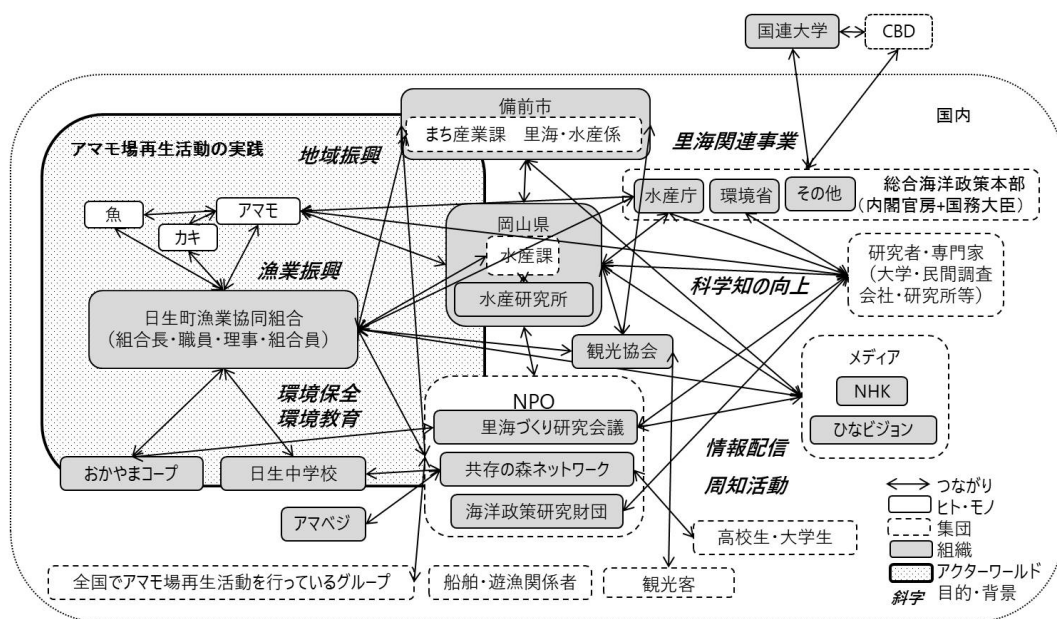 国連大学
CBD
国内
備前市
まち産業課　里海・水産係
アマモ場再生活動の実践
地域振興
里海関連事業
水産庁
環境省
その他
総合海洋政策本部
（内閣官房+国務大臣）
魚
アマモ
カキ
岡山県
水産課
水産研究所
漁業振興
科学知の向上
研究者・専門家
（大学・民間調査
会社・研究所等）
日生町漁業協同組合
（組合長・職員・理事・組合員）
観光協会
メディア
NHK
ひなビジョン
環境保全
環境教育
NPO
里海づくり研究会議
共存の森ネットワーク
海洋政策研究財団
情報配信
周知活動
おかやまコープ
日生中学校
アマベジ
高校生・大学生
全国でアマモ場再生活動を行っているグループ
船舶・遊漁関係者
観光客
つながり
ヒト・モノ
集団
組織
アクターワールド
斜字 目的・背景